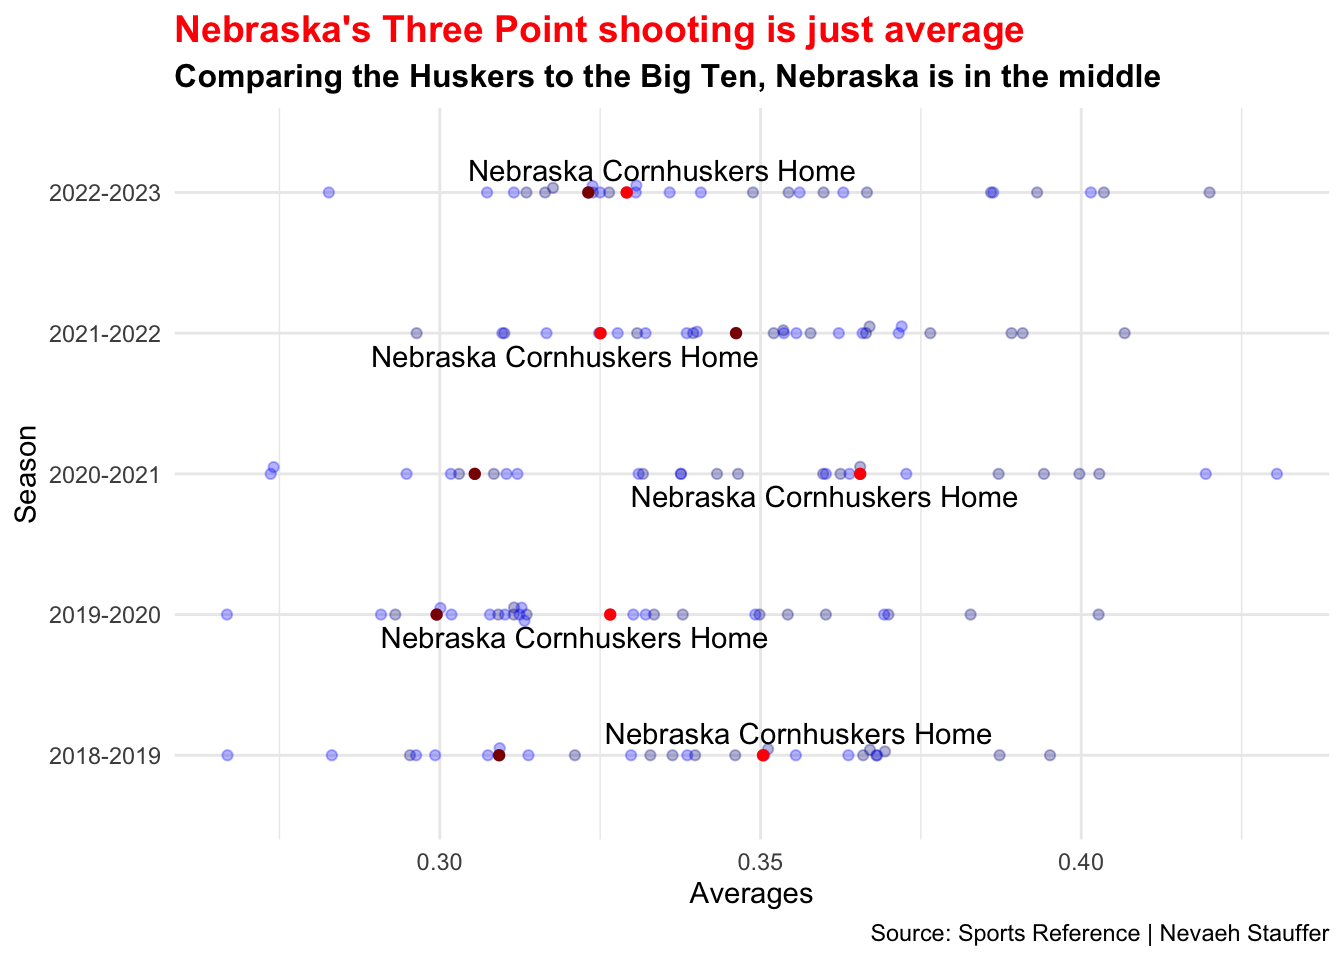 Nebraska's Three Point shooting is just average
Comparing the Huskers to the Big Ten, Nebraska is in the middle
Nebraska Cornhuskers Home
2022-2023
2021-2022
Nebraska Cornhuskers Home
Season
2020-2021
Nebraska Cornhuskers Home
2019-2020
Nebraska Cornhuskers Home
Nebraska Cornhuskers Home
2018-2019
0.30 0.35 0.40
Averages
Source: Sports Reference | Nevaeh Stauffer